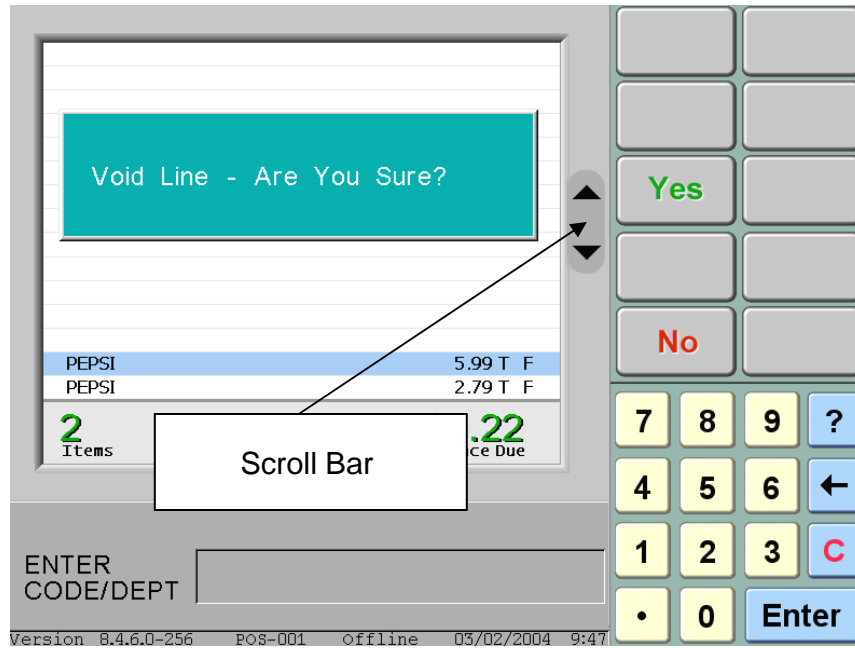 Void Line - Are You Sure?
PEPSI 5.99 T F
PEPSI 2.79 T F
2
Items
.22
ce Due
Scroll Bar
ENTER
CODE/DEPT
Version 8.4.6.0-256 POS-001 Offline 03/02/2004 9:47
Yes
No
7 8 9 ?
4 5 6 ←
1 2 3 C
• 0 Enter